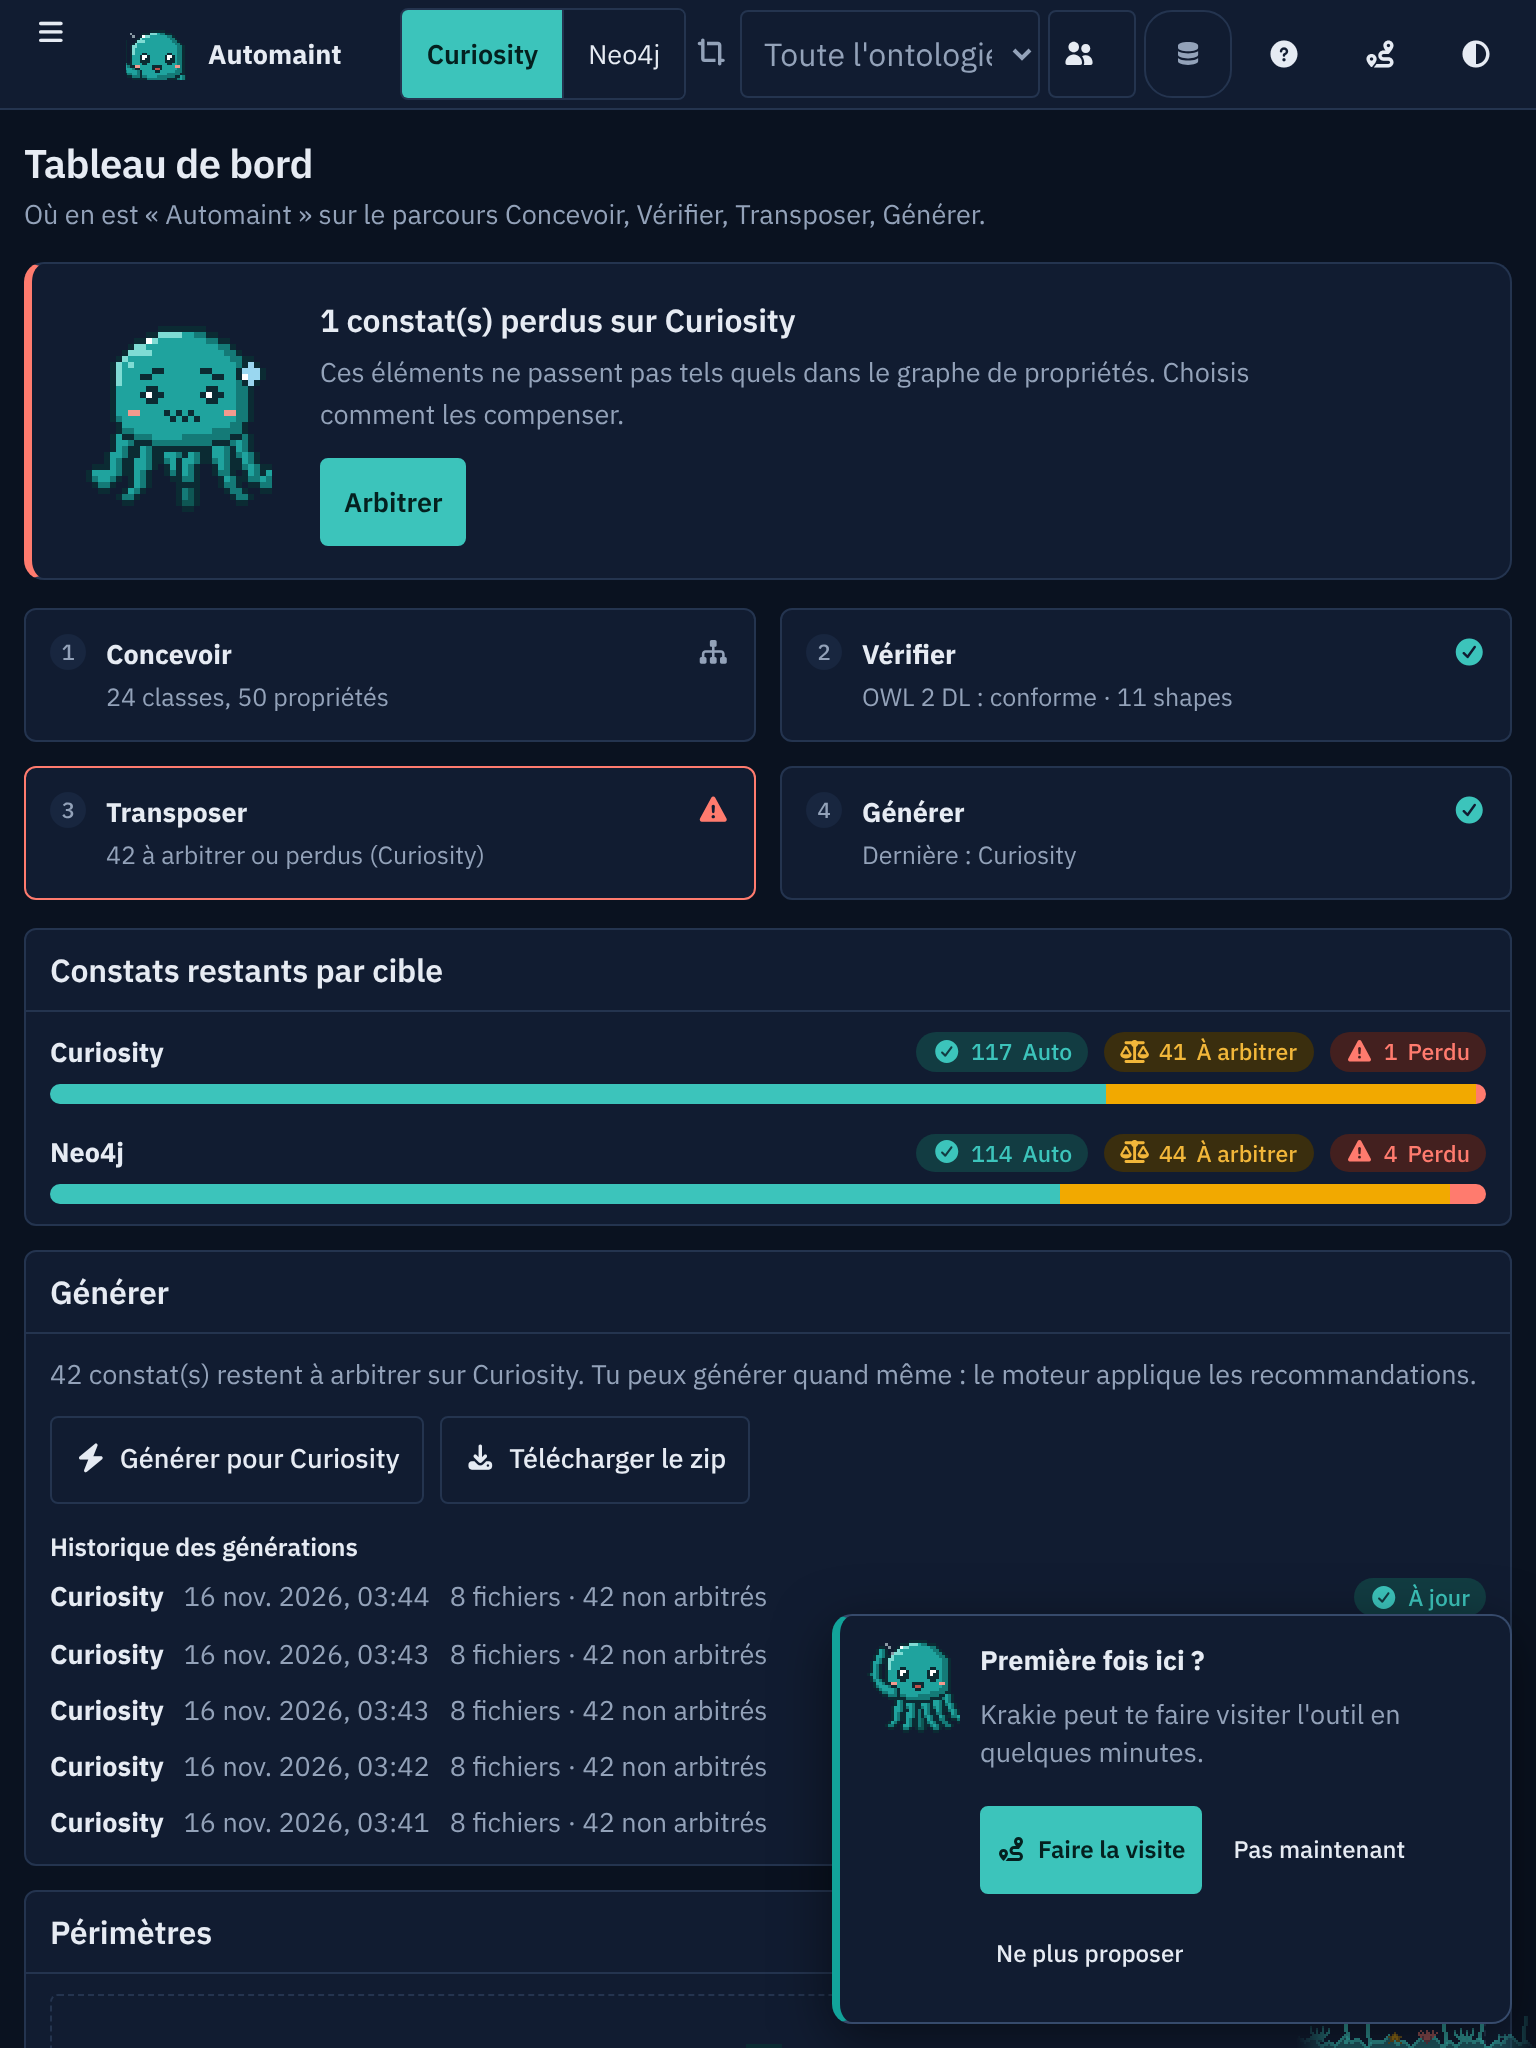 Automaint
Curiosity
Neo4j
Toute l'ontologie
Tableau de bord
Où en est « Automaint » sur le parcours Concevoir, Vérifier, Transposer, Générer.
1 constat(s) perdus sur Curiosity
Ces éléments ne passent pas tels quels dans le graphe de propriétés. Choisis
comment les compenser.
Arbitrer
1 Concevoir
24 classes, 50 propriétés
2 Vérifier
OWL 2 DL : conforme · 11 shapes
3 Transposer
42 à arbitrer ou perdus (Curiosity)
4 Générer
Dernière : Curiosity
Constats restants par cible
Curiosity 117 Auto 41 À arbitrer 1 Perdu
Neo4j 114 Auto 44 À arbitrer 4 Perdu
Générer
42 constat(s) restent à arbitrer sur Curiosity. Tu peux générer quand même : le moteur applique les recommandations.
Générer pour Curiosity
Télécharger le zip
Historique des générations
Curiosity 16 nov. 2026, 03:44 8 fichiers · 42 non arbitrés À jour
Curiosity 16 nov. 2026, 03:43 8 fichiers · 42 non arbitrés
Curiosity 16 nov. 2026, 03:43 8 fichiers · 42 non arbitrés
Curiosity 16 nov. 2026, 03:42 8 fichiers · 42 non arbitrés
Curiosity 16 nov. 2026, 03:41 8 fichiers · 42 non arbitrés
Périmètres
Première fois ici ?
Krakie peut te faire visiter l'outil en
quelques minutes.
Faire la visite
Pas maintenant
Ne plus proposer